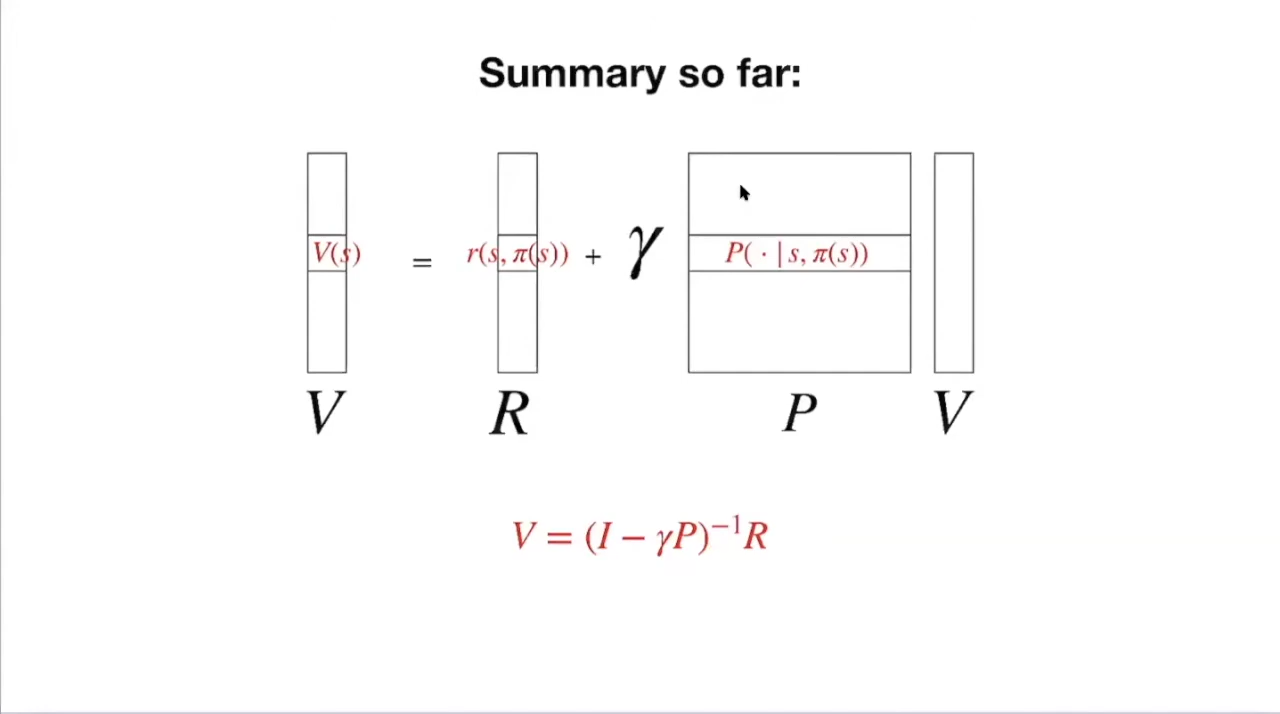 Summary so far:
V(s) = r(s, π(s)) + γ P( · | s, π(s))
V R P V
V = (I − γP)⁻¹R